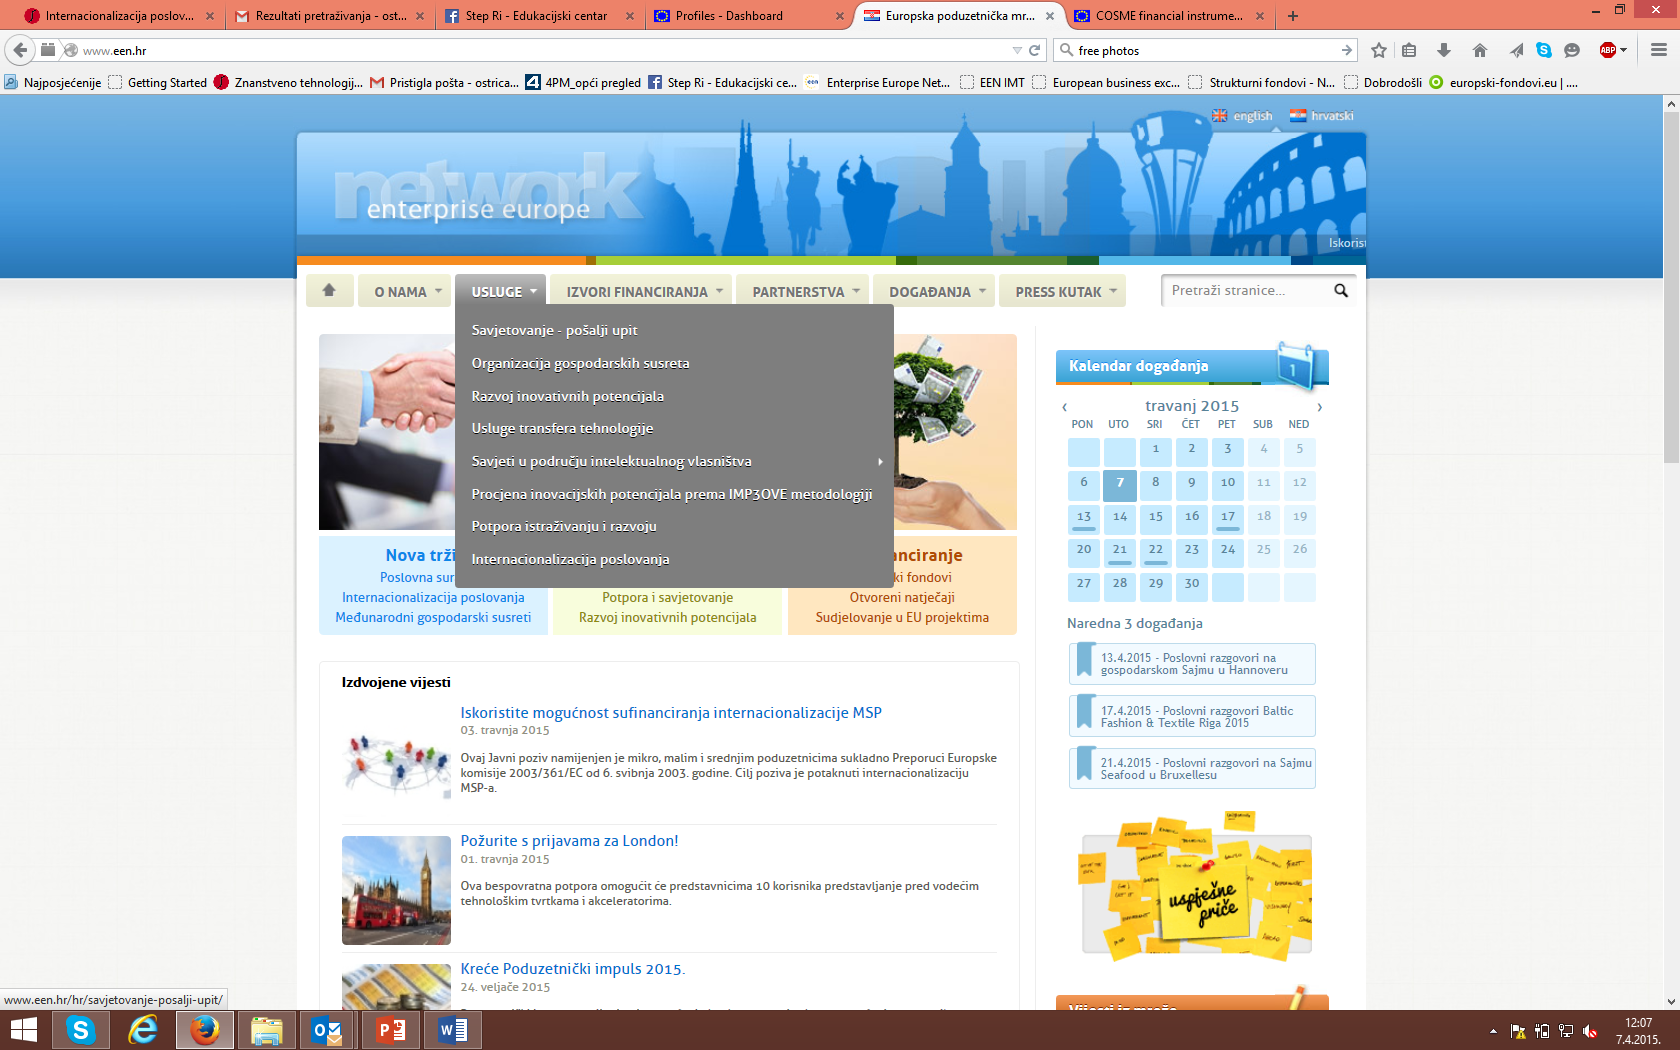 Internacionalizacija poslov...
Rezultati pretraživanja - ost...
Step Ri - Edukacijski centar
Profiles - Dashboard
Europska poduzetnička mr...
COSME financial instrume...
www.een.hr
free photos
ABP
Najposjećenije
Getting Started
Znanstveno tehnologij...
Pristigla pošta - ostrica...
4PM_opći pregled
Step Ri - Edukacijski ce...
Enterprise Europe Net...
EEN IMT
European business exc...
Strukturni fondovi - N...
Dobrodošli
europski-fondovi.eu | ....
english
hrvatski
network
enterprise europe
Iskorist
O NAMA
USLUGE
IZVORI FINANCIRANJA
PARTNERSTVA
DOGAĐANJA
PRESS KUTAK
Pretraži stranice...
Savjetovanje - pošalji upit
Organizacija gospodarskih susreta
Razvoj inovativnih potencijala
Usluge transfera tehnologije
Savjeti u području intelektualnog vlasništva
Procjena inovacijskih potencijala prema IMP3OVE metodologiji
Potpora istraživanju i razvoju
Internacionalizacija poslovanja
Nova trži
Poslovna sur
Internacionalizacija poslovanja
Međunarodni gospodarski susreti
Potpora i savjetovanje
Razvoj inovativnih potencijala
nciranje
ki fondovi
Otvoreni natječaji
Sudjelovanje u EU projektima
Kalendar događanja
1
‹ travanj 2015 ›
PON UTO SRI ČET PET SUB NED
1 2 3 4 5
6 7 8 9 10 11 12
13 14 15 16 17 18 19
20 21 22 23 24 25 26
27 28 29 30
Naredna 3 događanja
13.4.2015 - Poslovni razgovori na
gospodarskom Sajmu u Hannoveru
17.4.2015 - Poslovni razgovori Baltic
Fashion & Textile Riga 2015
21.4.2015 - Poslovni razgovori na Sajmu
Seafood u Bruxellesu
uspješne
priče
Izdvojene vijesti
Iskoristite mogućnost sufinanciranja internacionalizacije MSP
03. travnja 2015
Ovaj Javni poziv namijenjen je mikro, malim i srednjim poduzetnicima sukladno Preporuci Europske
komisije 2003/361/EC od 6. svibnja 2003. godine. Cilj poziva je potaknuti internacionalizaciju
MSP-a.
Požurite s prijavama za London!
01. travnja 2015
Ova bespovratna potpora omogućit će predstavnicima 10 korisnika predstavljanje pred vodećim
tehnološkim tvrtkama i akceleratorima.
Kreće Poduzetnički impuls 2015.
24. veljače 2015
www.een.hr/hr/savjetovanje-posalji-upit/
12:07
7.4.2015.